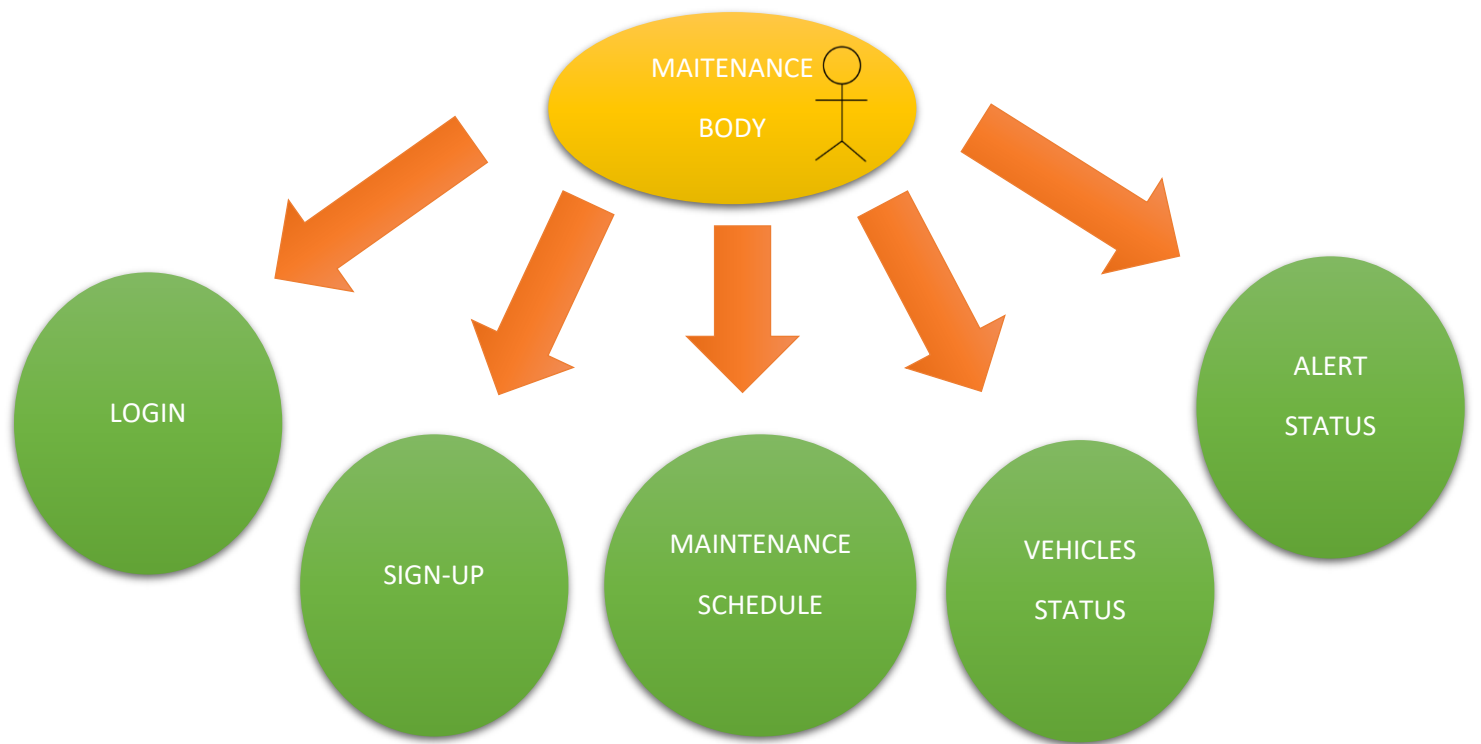 MAITENANCE
BODY
LOGIN
SIGN-UP
MAINTENANCE
SCHEDULE
VEHICLES
STATUS
ALERT
STATUS